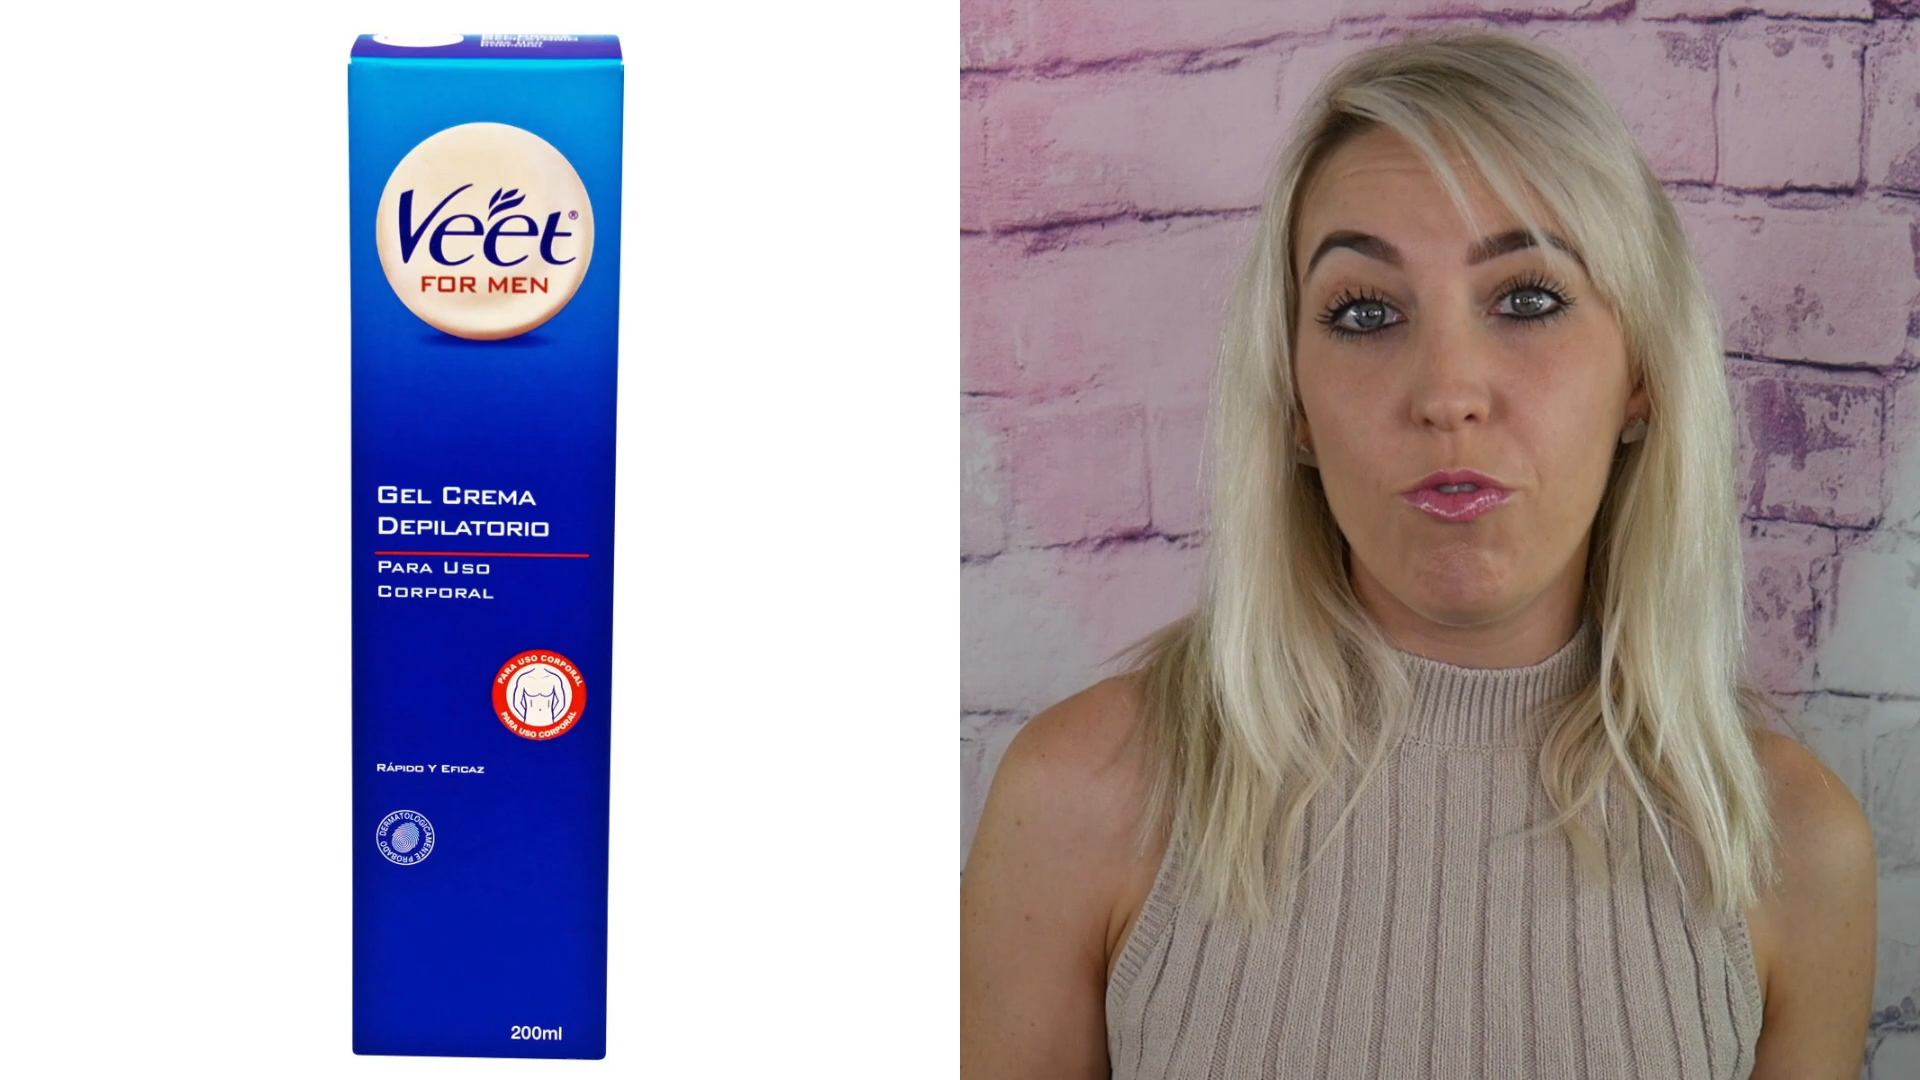 Veet®
FOR MEN
GEL CREMA
DEPILATORIO
PARA USO
CORPORAL
PARA USO CORPORAL
PARA USO CORPORAL
RÁPIDO Y EFICAZ
DERMATOLOGICAMENTE PROBADO
200ml